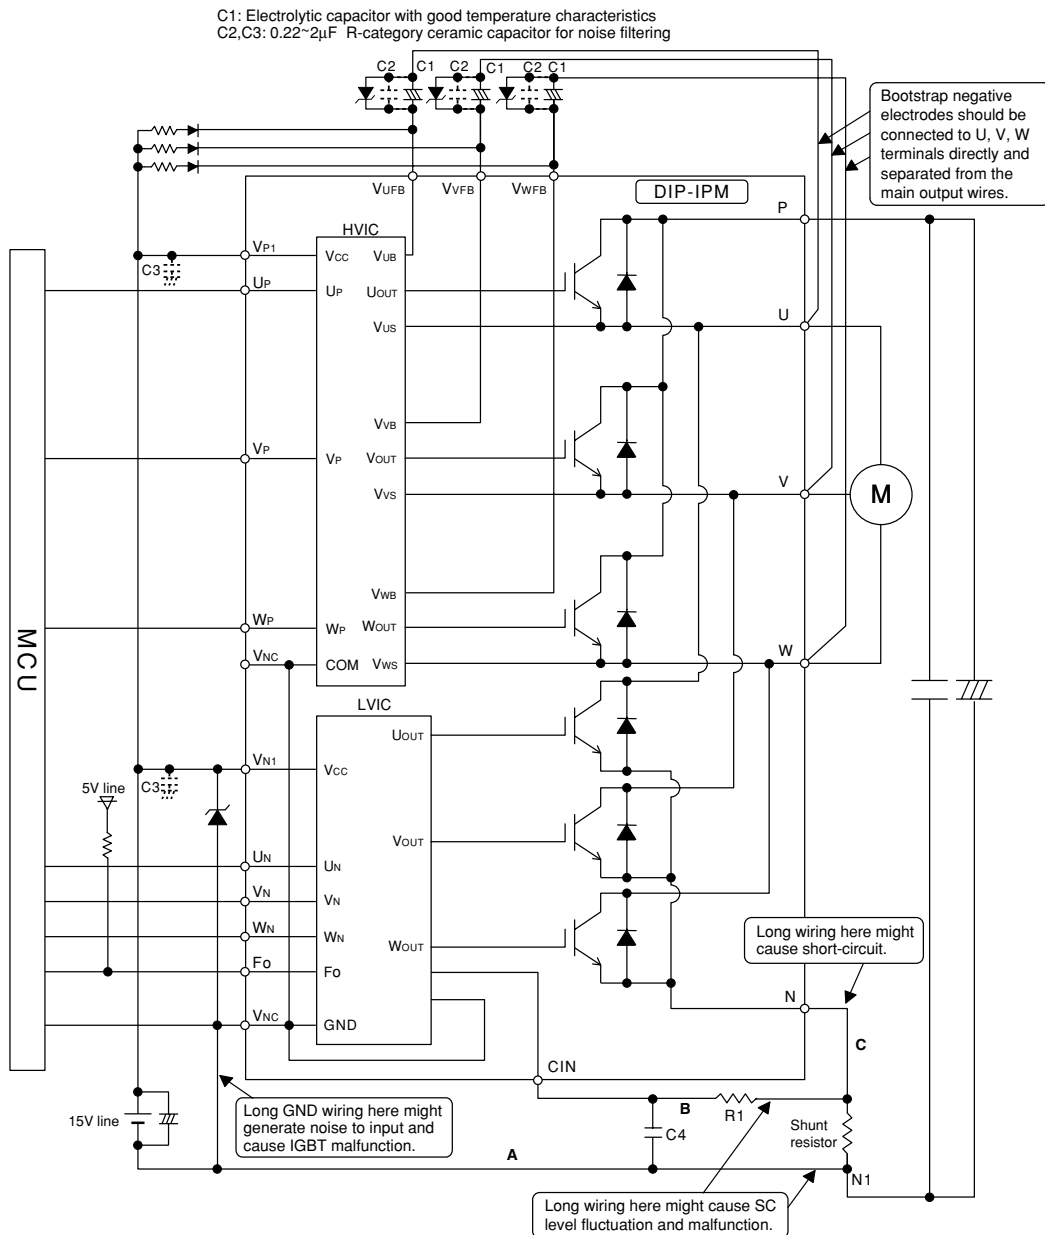 C1: Electrolytic capacitor with good temperature characteristics
C2,C3: 0.22~2μF R-category ceramic capacitor for noise filtering
C2 C1 C2 C1 C2 C1
Bootstrap negative
electrodes should be
connected to U, V, W
terminals directly and
separated from the
main output wires.
VUFB VVFB VWFB
DIP-IPM
P
HVIC
VP1 VCC VUB
C3
UP UP UOUT
VUS U
VVB
VP VP VOUT
VVS V
M
VWB
WP WP WOUT
VNC COM VWS W
MCU
LVIC
UOUT
VN1 VCC
C3
5V line
VOUT
UN UN
VN VN
WN WN WOUT
Long wiring here might
cause short-circuit.
Fo Fo
N
VNC GND
C
CIN
15V line
Long GND wiring here might
generate noise to input and
cause IGBT malfunction.
B R1
C4
Shunt
resistor
A
N1
Long wiring here might cause SC
level fluctuation and malfunction.